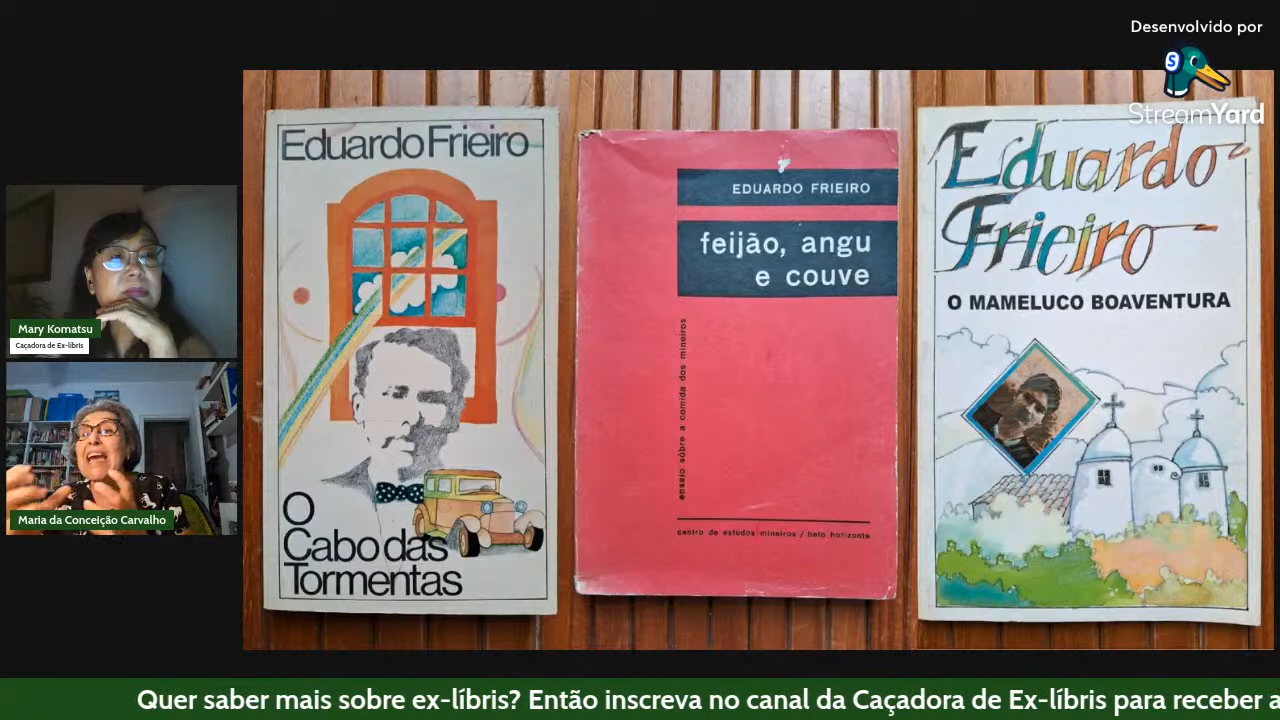 Desenvolvido por
StreamYard
Eduardo Frieiro
O
Cabo das
Tormentas
EDUARDO FRIEIRO
feijão, angu
e couve
ensaio sôbre a comida dos mineiros
centro de estudos mineiros / belo horizonte
Eduardo
Frieiro
O MAMELUCO BOAVENTURA
Mary Komatsu
Caçadora de Ex-líbris
Maria da Conceição Carvalho
Quer saber mais sobre ex-líbris? Então inscreva no canal da Caçadora de Ex-líbris para receber a